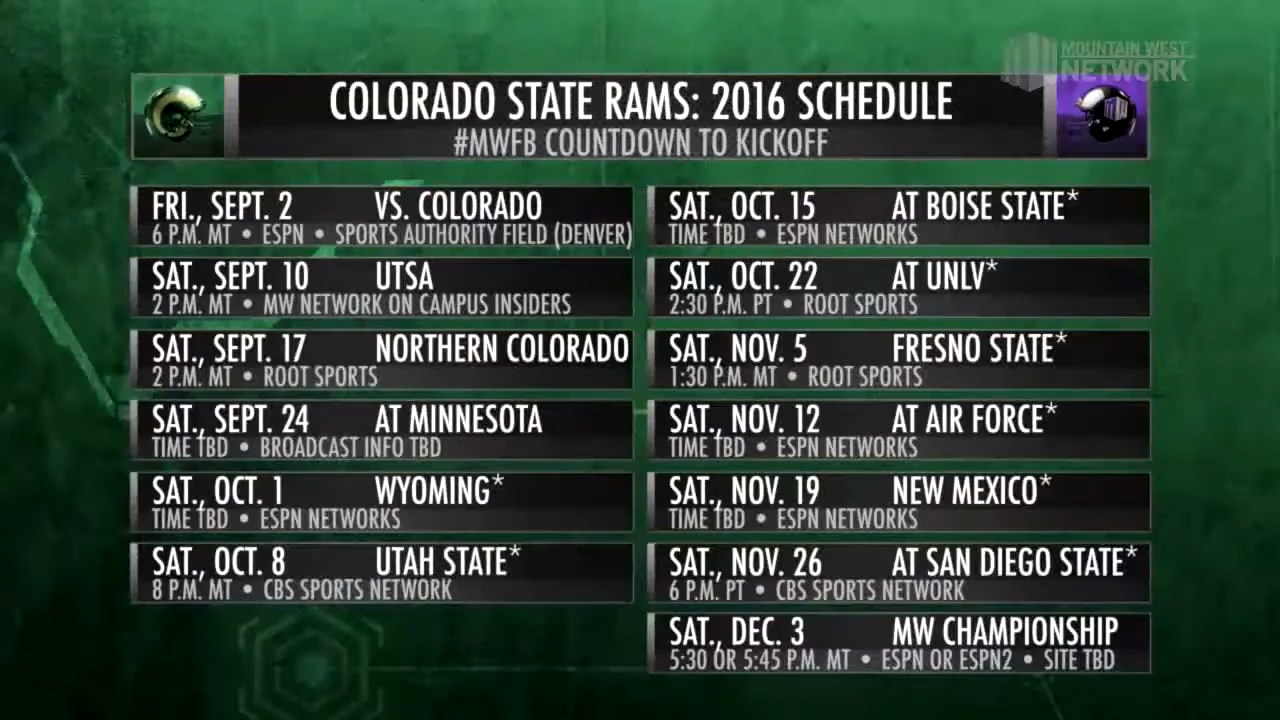 MOUNTAIN WEST
NETWORK
COLORADO STATE RAMS: 2016 SCHEDULE
#MWFB COUNTDOWN TO KICKOFF
FRI., SEPT. 2 VS. COLORADO
6 P.M. MT • ESPN • SPORTS AUTHORITY FIELD (DENVER)
SAT., SEPT. 10 UTSA
2 P.M. MT • MW NETWORK ON CAMPUS INSIDERS
SAT., SEPT. 17 NORTHERN COLORADO
2 P.M. MT • ROOT SPORTS
SAT., SEPT. 24 AT MINNESOTA
TIME TBD • BROADCAST INFO TBD
SAT., OCT. 1 WYOMING*
TIME TBD • ESPN NETWORKS
SAT., OCT. 8 UTAH STATE*
8 P.M. MT • CBS SPORTS NETWORK
SAT., OCT. 15 AT BOISE STATE*
TIME TBD • ESPN NETWORKS
SAT., OCT. 22 AT UNLV*
2:30 P.M. PT • ROOT SPORTS
SAT., NOV. 5 FRESNO STATE*
1:30 P.M. MT • ROOT SPORTS
SAT., NOV. 12 AT AIR FORCE*
TIME TBD • ESPN NETWORKS
SAT., NOV. 19 NEW MEXICO*
TIME TBD • ESPN NETWORKS
SAT., NOV. 26 AT SAN DIEGO STATE*
6 P.M. PT • CBS SPORTS NETWORK
SAT., DEC. 3 MW CHAMPIONSHIP
5:30 OR 5:45 P.M. MT • ESPN OR ESPN2 • SITE TBD